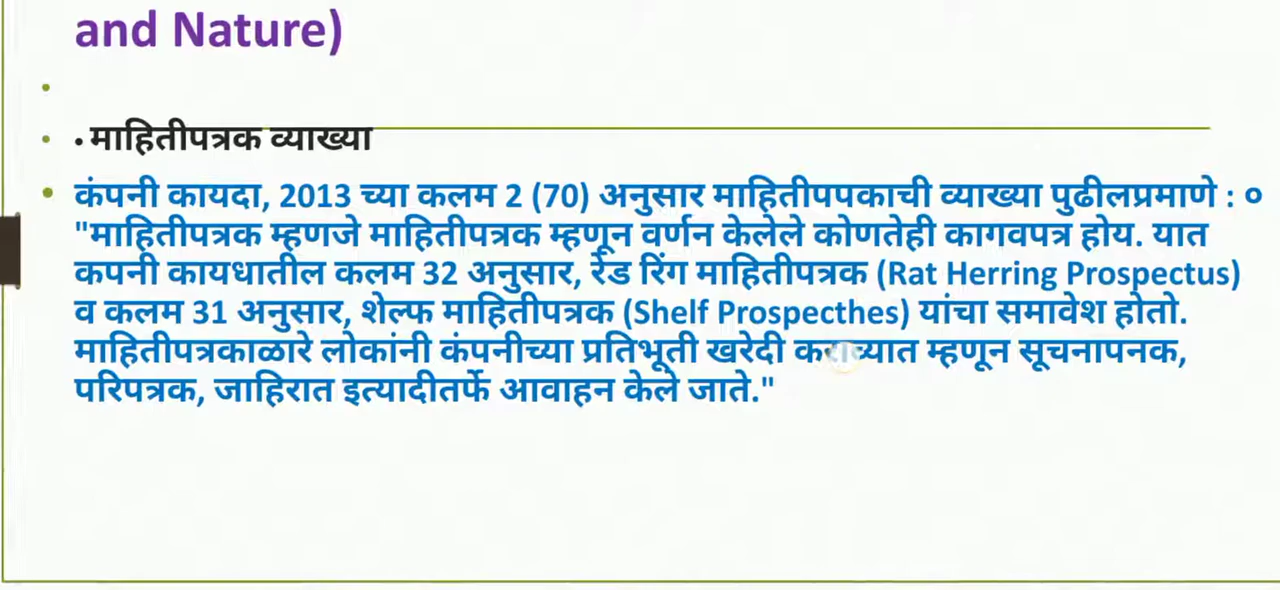 and Nature)
• माहितीपत्रक व्याख्या
कंपनी कायदा, 2013 च्या कलम 2 (70) अनुसार माहितीपपकाची व्याख्या पुढीलप्रमाणे : ०
"माहितीपत्रक म्हणजे माहितीपत्रक म्हणून वर्णन केलेले कोणतेही कागवपत्र होय. यात
कपनी कायधातील कलम 32 अनुसार, रेड रिंग माहितीपत्रक (Rat Herring Prospectus)
व कलम 31 अनुसार, शेल्फ माहितीपत्रक (Shelf Prospecthes) यांचा समावेश होतो.
माहितीपत्रकाळारे लोकांनी कंपनीच्या प्रतिभूती खरेदी कराव्यात म्हणून सूचनापनक,
परिपत्रक, जाहिरात इत्यादीतर्फे आवाहन केले जाते."